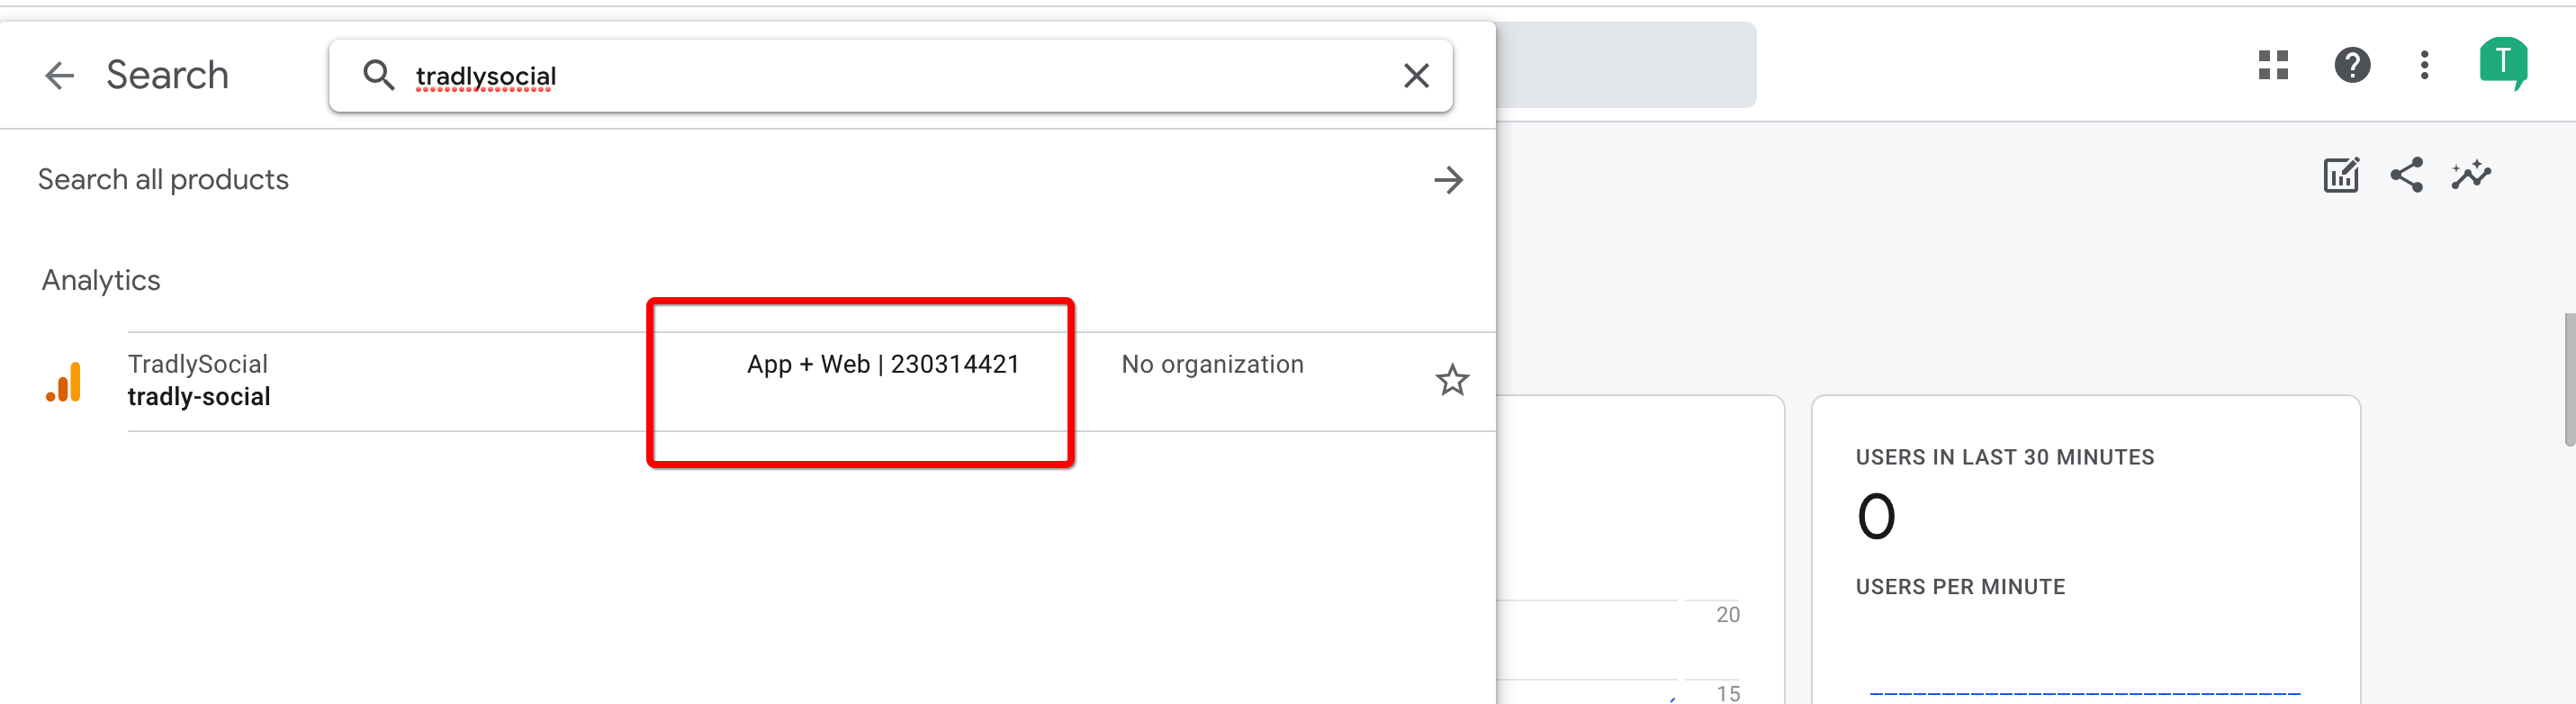 Search
tradlysocial
T
Search all products
Analytics
TradlySocial
tradly-social
App + Web | 230314421
No organization
USERS IN LAST 30 MINUTES
0
USERS PER MINUTE
20
15